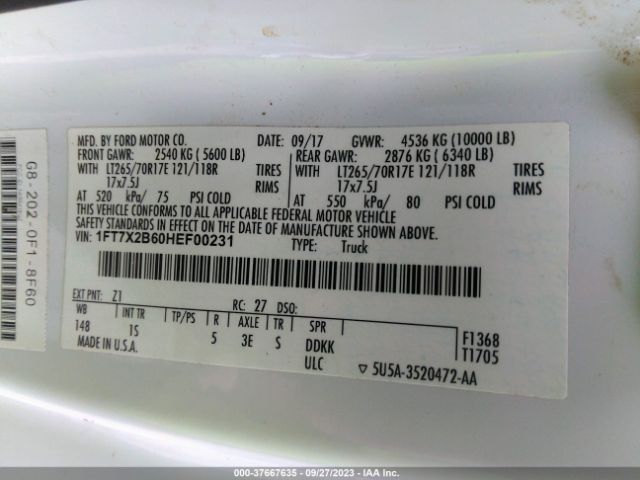 MFD. BY FORD MOTOR CO. DATE: 09/17 GVWR: 4536 KG (10000 LB)
FRONT GAWR: 2540 KG ( 5600 LB) REAR GAWR: 2876 KG ( 6340 LB)
WITH LT265/70R17E 121/118R TIRES WITH LT265/70R17E 121/118R TIRES
17x7.5J RIMS 17x7.5J RIMS
AT 520 kPa/ 75 PSI COLD AT 550 kPa/ 80 PSI COLD
THIS VEHICLE CONFORMS TO ALL APPLICABLE FEDERAL MOTOR VEHICLE
SAFETY STANDARDS IN EFFECT ON THE DATE OF MANUFACTURE SHOWN ABOVE.
VIN: 1FT7X2B60HEF00231 TYPE: Truck
EXT PNT: Z1 RC: 27 DSO:
WB INT TR TP/PS R AXLE TR SPR F1368
148 1S 5 3E S DDKK T1705
MADE IN U.S.A. ULC ▽ 5U5A-3520472-AA
G8-202-0F1-8F60
000-37667635 - 09/27/2023 - IAA Inc.